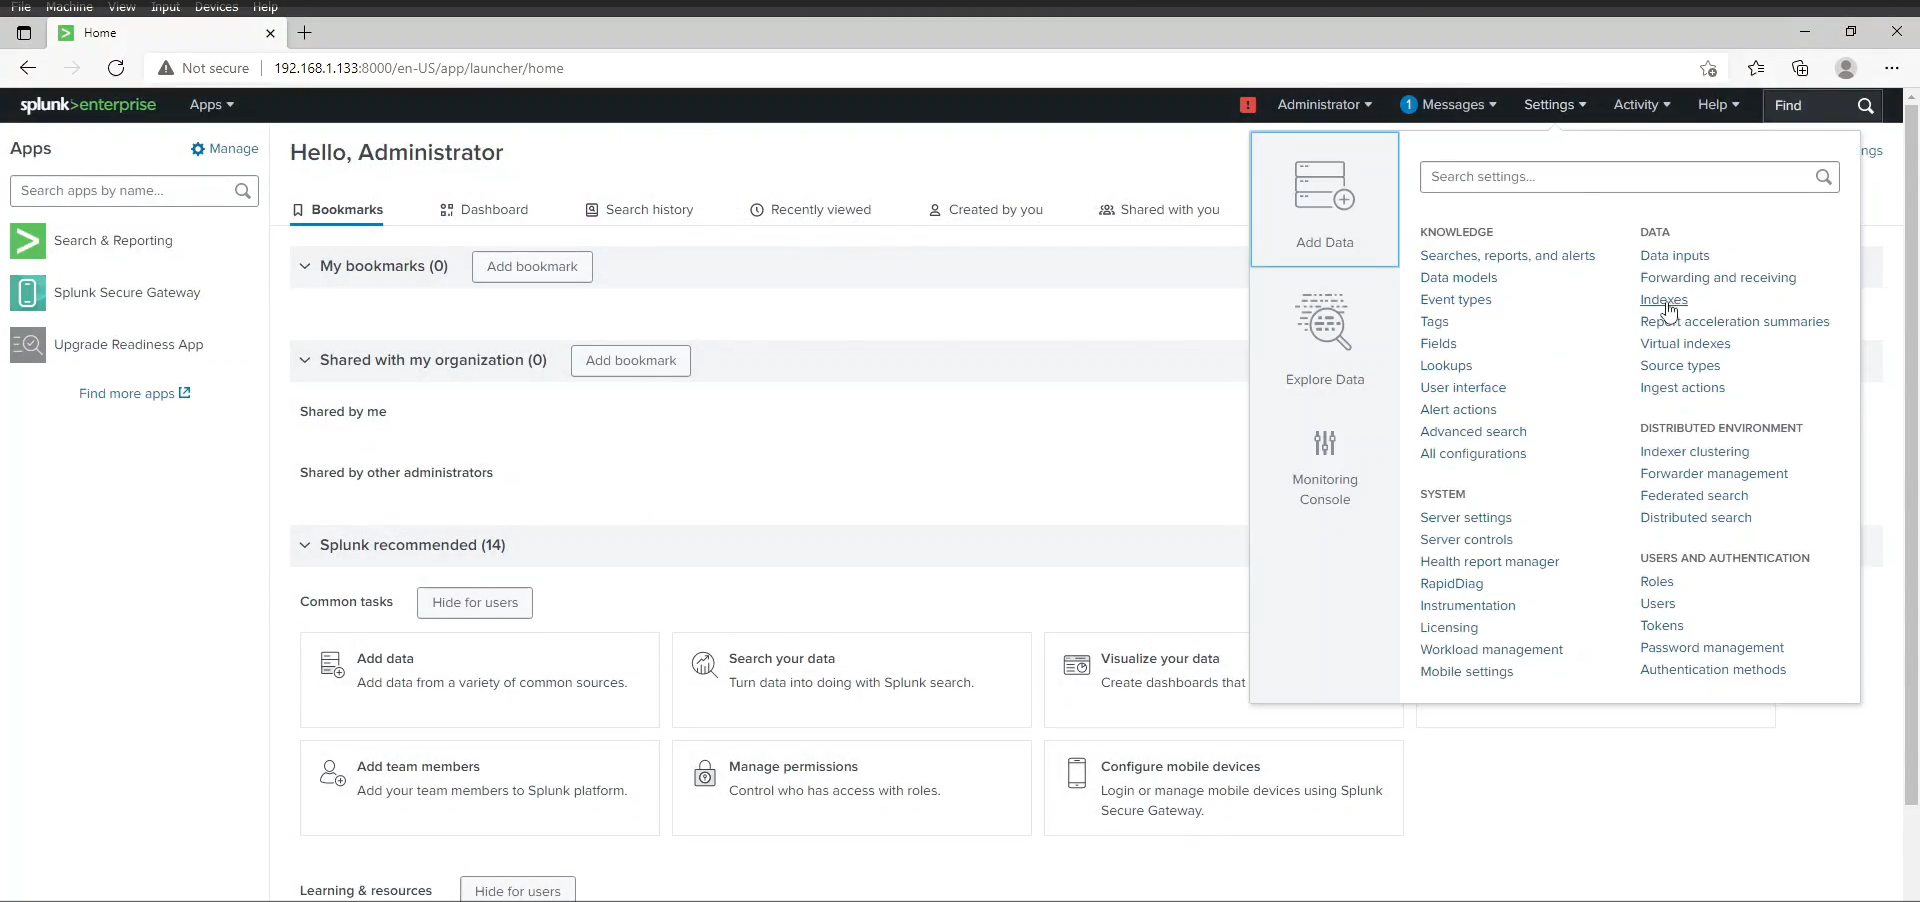 File Machine View Input Devices Help
Home
Not secure 192.168.1.133:8000/en-US/app/launcher/home
splunk>enterprise Apps Administrator 1 Messages Settings Activity Help Find
Apps Manage
Search apps by name...
Search & Reporting
Splunk Secure Gateway
Upgrade Readiness App
Find more apps
Hello, Administrator
ngs
Bookmarks Dashboard Search history Recently viewed Created by you Shared with you
My bookmarks (0) Add bookmark
Shared with my organization (0) Add bookmark
Shared by me
Shared by other administrators
Splunk recommended (14)
Common tasks Hide for users
Add data
Add data from a variety of common sources.
Search your data
Turn data into doing with Splunk search.
Visualize your data
Create dashboards that
Add team members
Add your team members to Splunk platform.
Manage permissions
Control who has access with roles.
Configure mobile devices
Login or manage mobile devices using Splunk
Secure Gateway.
Learning & resources Hide for users
Add Data
Explore Data
Monitoring
Console
Search settings...
KNOWLEDGE
Searches, reports, and alerts
Data models
Event types
Tags
Fields
Lookups
User interface
Alert actions
Advanced search
All configurations
SYSTEM
Server settings
Server controls
Health report manager
RapidDiag
Instrumentation
Licensing
Workload management
Mobile settings
DATA
Data inputs
Forwarding and receiving
Indexes
Report acceleration summaries
Virtual indexes
Source types
Ingest actions
DISTRIBUTED ENVIRONMENT
Indexer clustering
Forwarder management
Federated search
Distributed search
USERS AND AUTHENTICATION
Roles
Users
Tokens
Password management
Authentication methods